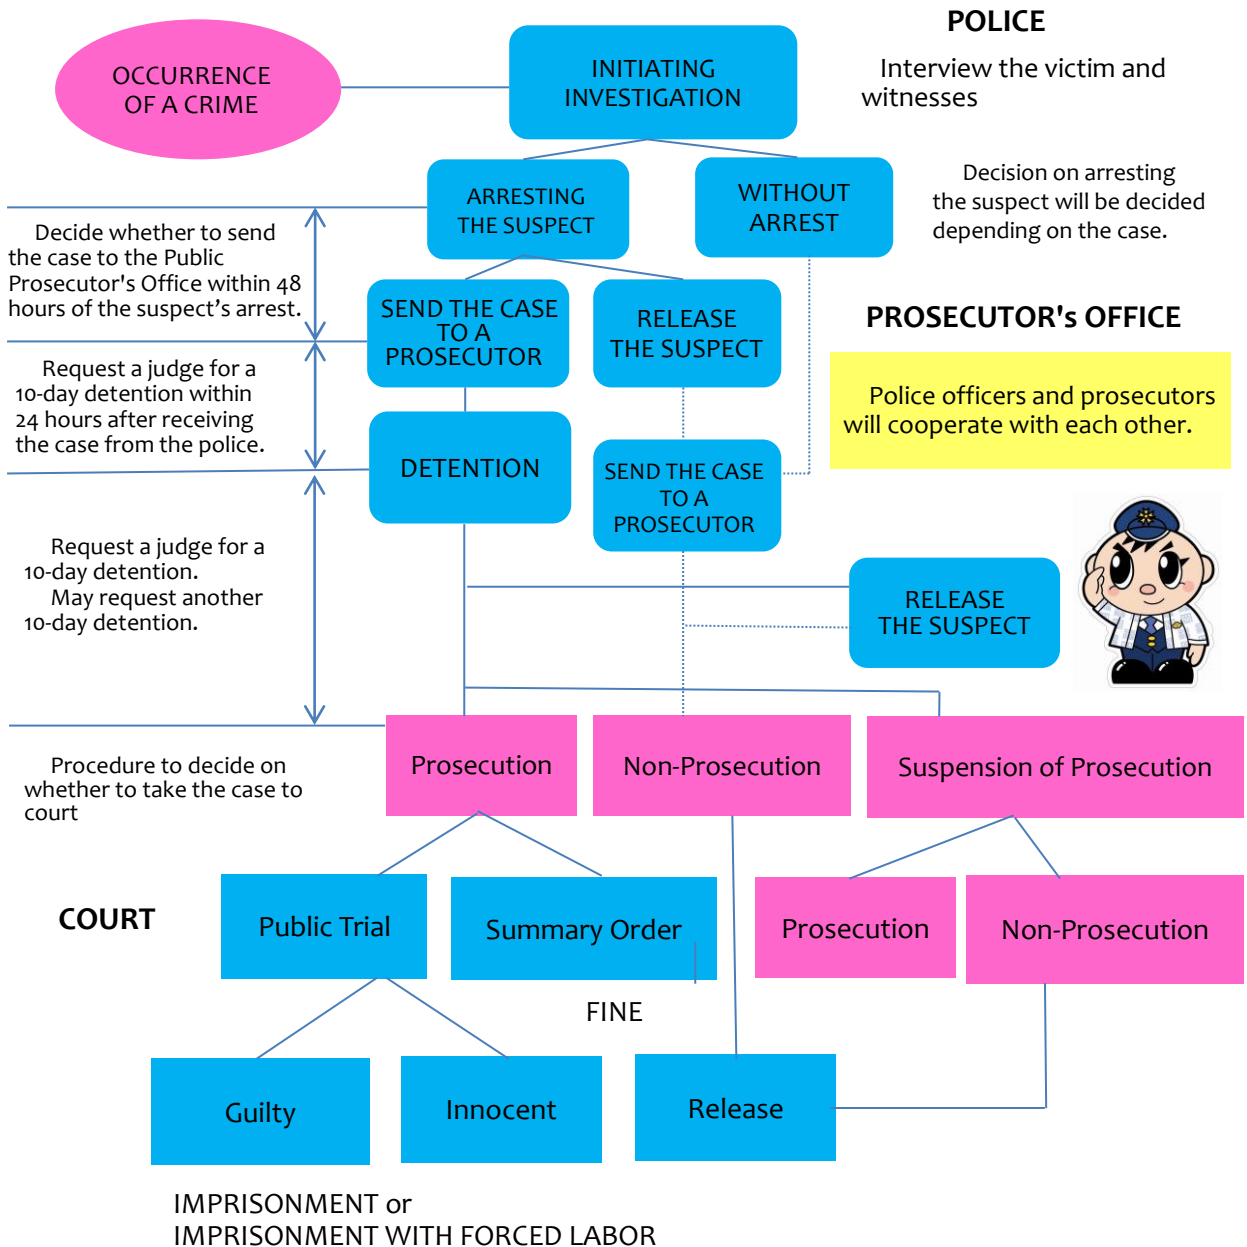 POLICE
OCCURRENCE
OF A CRIME
INITIATING
INVESTIGATION
Interview the victim and
witnesses
ARRESTING
THE SUSPECT
WITHOUT
ARREST
Decision on arresting
the suspect will be decided
depending on the case.
Decide whether to send
the case to the Public
Prosecutor's Office within 48
hours of the suspect’s arrest.
SEND THE CASE
TO A
PROSECUTOR
RELEASE
THE SUSPECT
PROSECUTOR's OFFICE
Request a judge for a
10-day detention within
24 hours after receiving
the case from the police.
Police officers and prosecutors
will cooperate with each other.
DETENTION
SEND THE CASE
TO A
PROSECUTOR
Request a judge for a
10-day detention.
May request another
10-day detention.
RELEASE
THE SUSPECT
Procedure to decide on
whether to take the case to
court
Prosecution
Non-Prosecution
Suspension of Prosecution
COURT
Public Trial
Summary Order
Prosecution
Non-Prosecution
FINE
Guilty
Innocent
Release
IMPRISONMENT or
IMPRISONMENT WITH FORCED LABOR